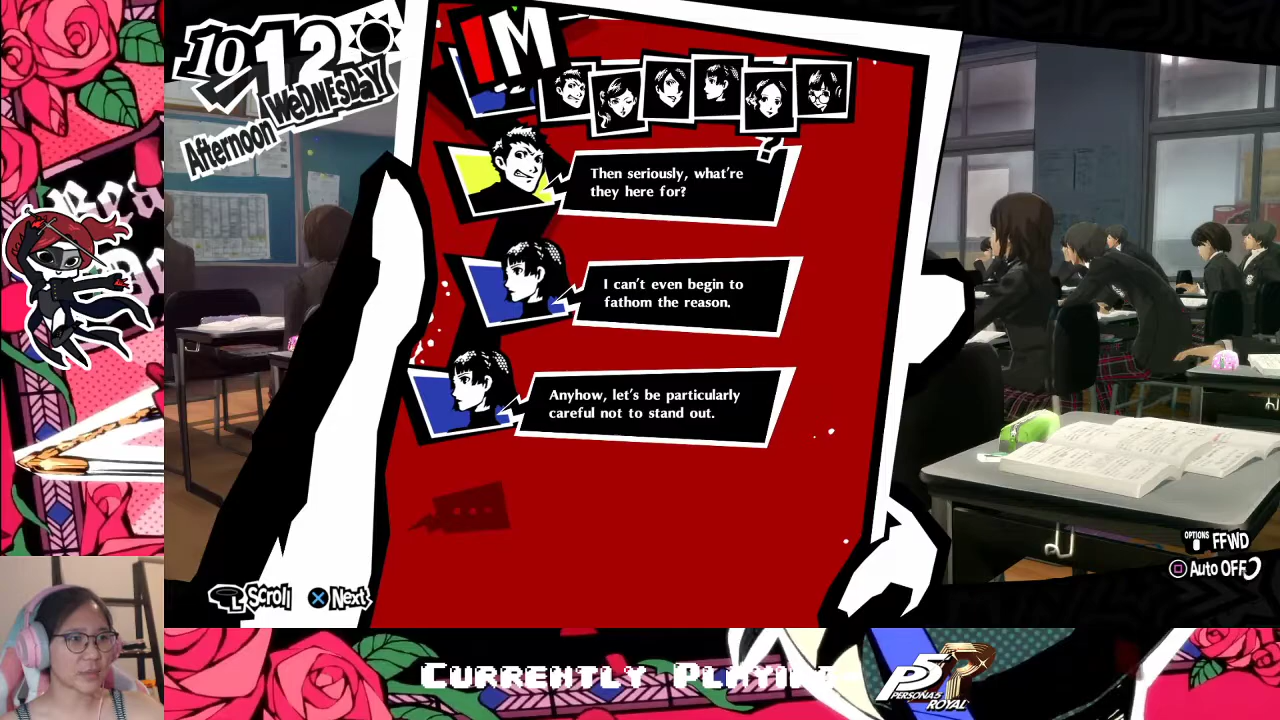 10 12
WEDNESDAY
Afternoon
IM
?
Then seriously, what're
they here for?
I can't even begin to
fathom the reason.
Anyhow, let's be particularly
careful not to stand out.
...
L Scroll
Next
OPTIONS
FFWD
Auto OFF
CURRENTLY PLAYING
P5R
PERSONA5
ROYAL